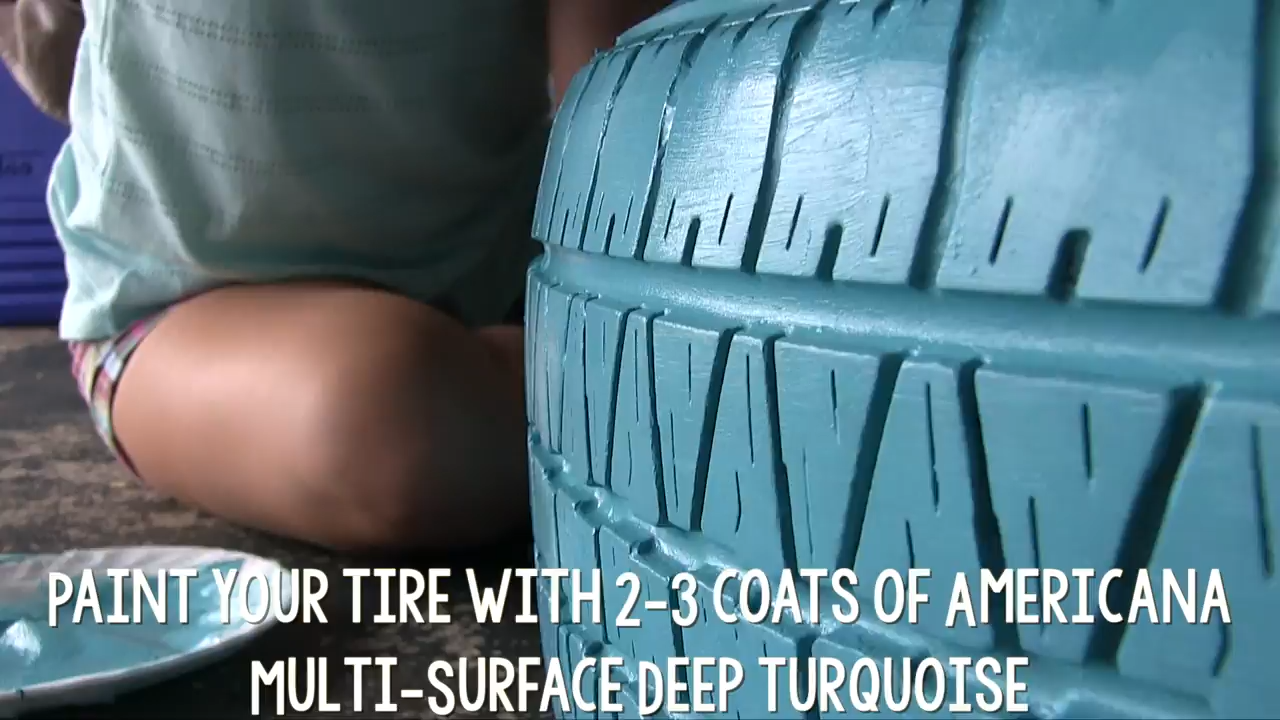 PAINT YOUR TIRE WITH 2-3 COATS OF AMERICANA
MULTI-SURFACE DEEP TURQUOISE